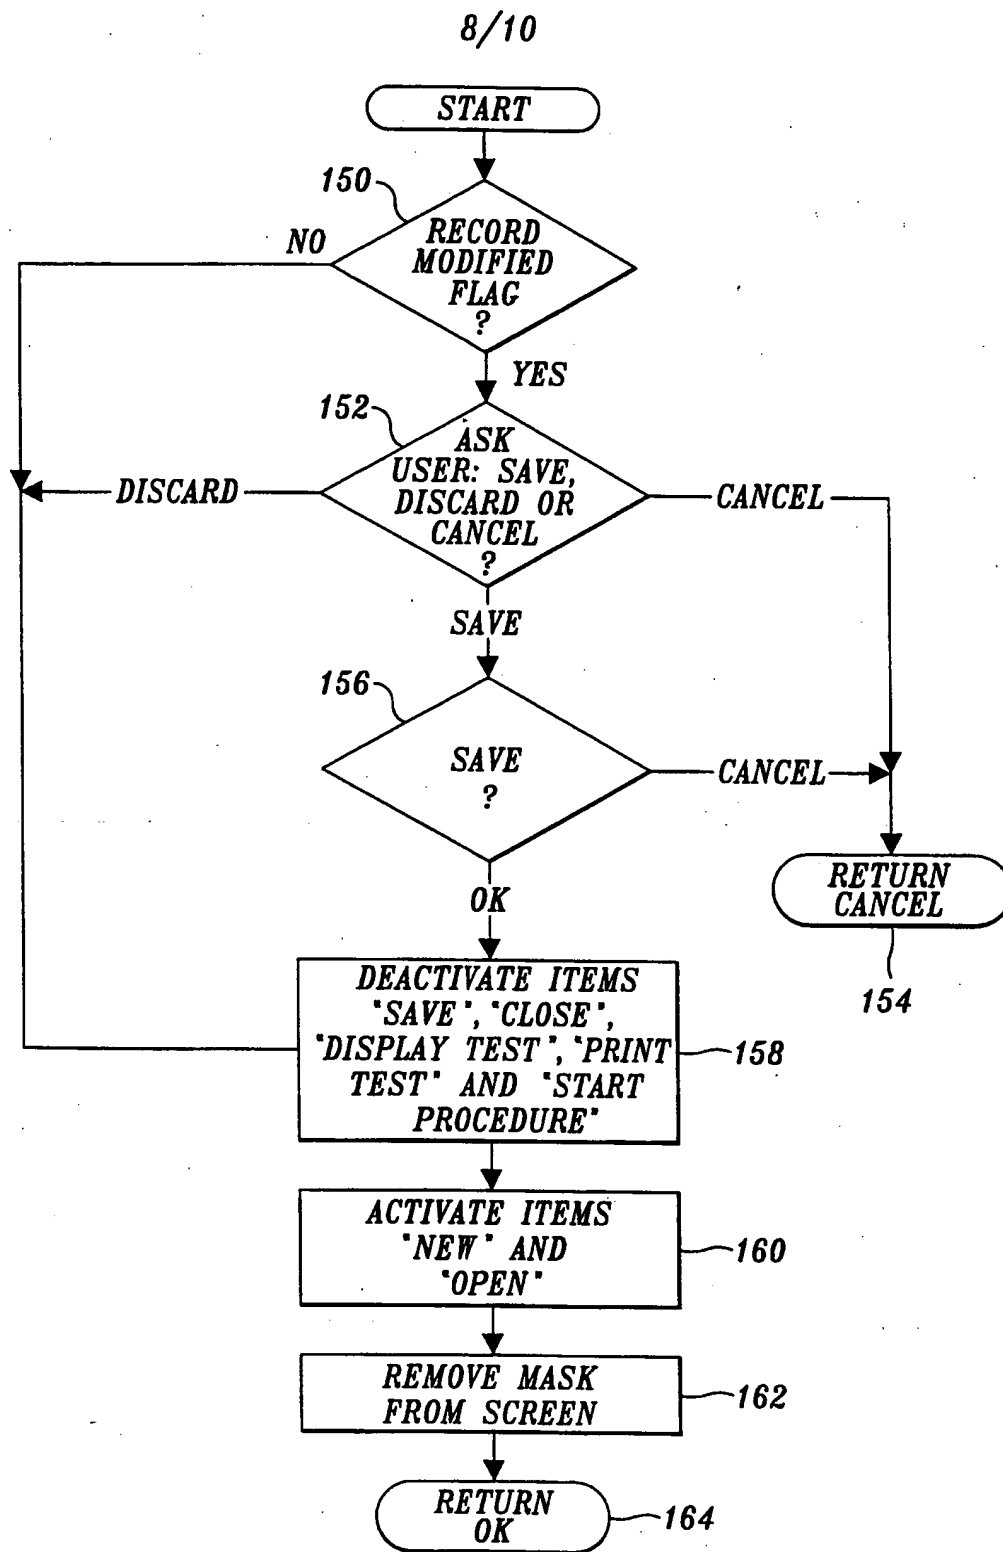 8/10
START
150
RECORD
MODIFIED
FLAG
?
NO
YES
152
ASK
USER: SAVE,
DISCARD OR
CANCEL
?
DISCARD
CANCEL
SAVE
156
SAVE
?
CANCEL
RETURN
CANCEL
154
OK
DEACTIVATE ITEMS
"SAVE", "CLOSE",
"DISPLAY TEST", "PRINT
TEST" AND "START
PROCEDURE"
158
ACTIVATE ITEMS
"NEW" AND
"OPEN"
160
REMOVE MASK
FROM SCREEN
162
RETURN
OK
164